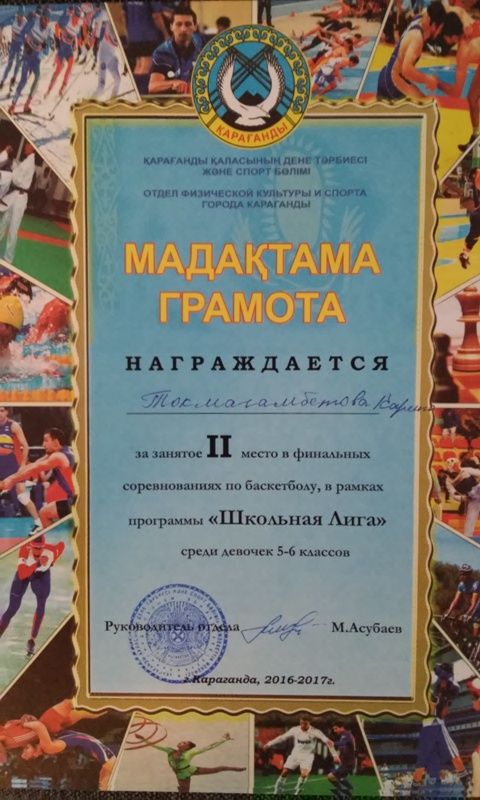 ҚАРАҒАНДЫ
ҚАРАҒАНДЫ ҚАЛАСЫНЫҢ ДЕНЕ ТӘРБИЕСІ
ЖӘНЕ СПОРТ БӨЛІМІ
ОТДЕЛ ФИЗИЧЕСКОЙ КУЛЬТУРЫ И СПОРТА
ГОРОДА КАРАГАНДЫ
МАДАҚТАМА
ГРАМОТА
НАГРАЖДАЕТСЯ
Токмагамбетова
за занятое II место в финальных
соревнованиях по баскетболу, в рамках
программы «Школьная Лига»
среди девочек 5-6 классов
Руководитель отдела М.Асубаев
г.Караганда, 2016-2017г.